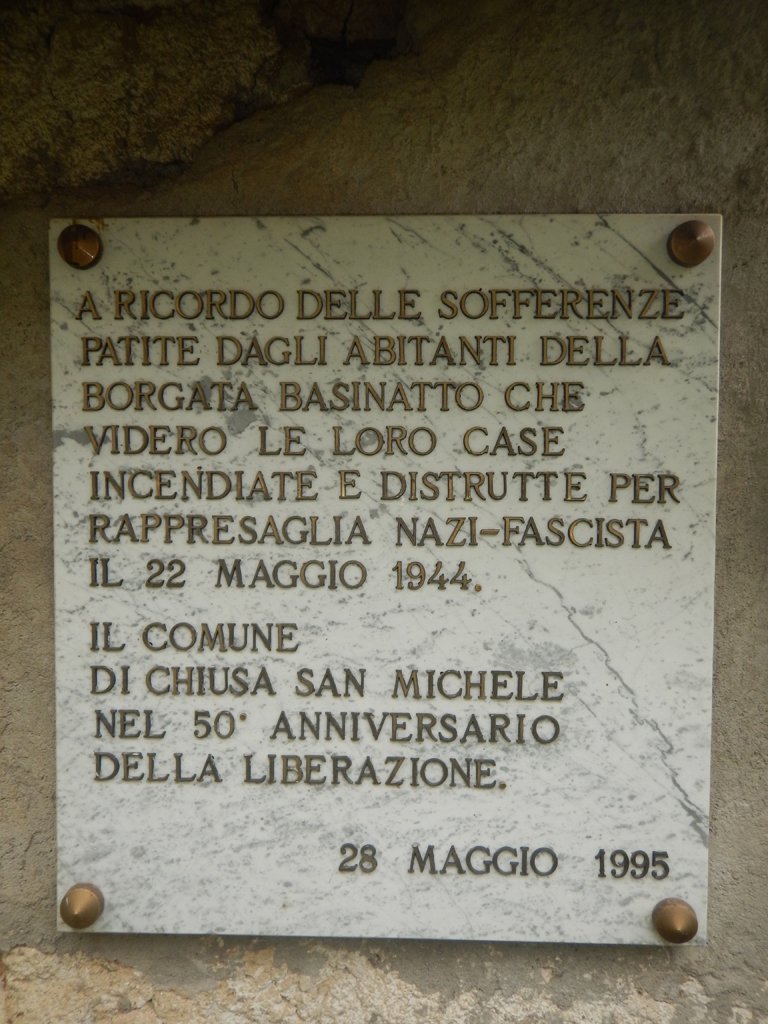 A RICORDO DELLE SOFFERENZE
PATITE DAGLI ABITANTI DELLA
BORGATA BASINATTO CHE
VIDERO LE LORO CASE
INCENDIATE E DISTRUTTE PER
RAPPRESAGLIA NAZI-FASCISTA
IL 22 MAGGIO 1944.
IL COMUNE
DI CHIUSA SAN MICHELE
NEL 50° ANNIVERSARIO
DELLA LIBERAZIONE.
28 MAGGIO 1995